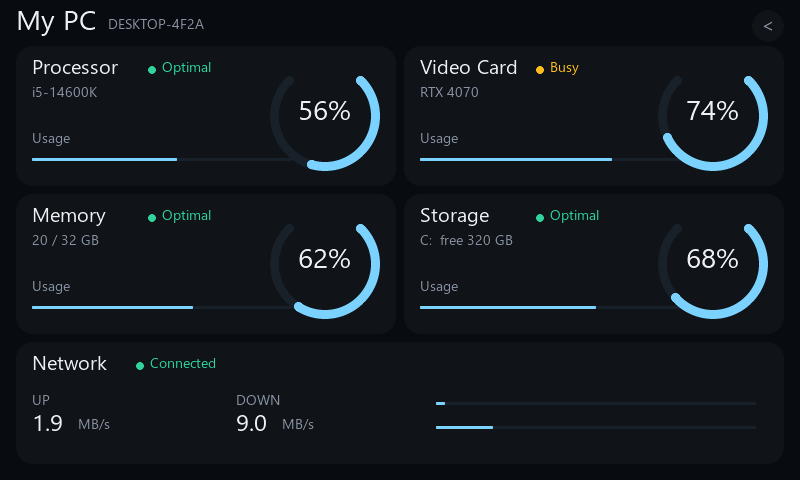 My PC DESKTOP-4F2A <
Processor Optimal
i5-14600K
56%
Usage
Video Card Busy
RTX 4070
74%
Usage
Memory Optimal
20 / 32 GB
62%
Usage
Storage Optimal
C: free 320 GB
68%
Usage
Network Connected
UP DOWN
1.9 MB/s 9.0 MB/s